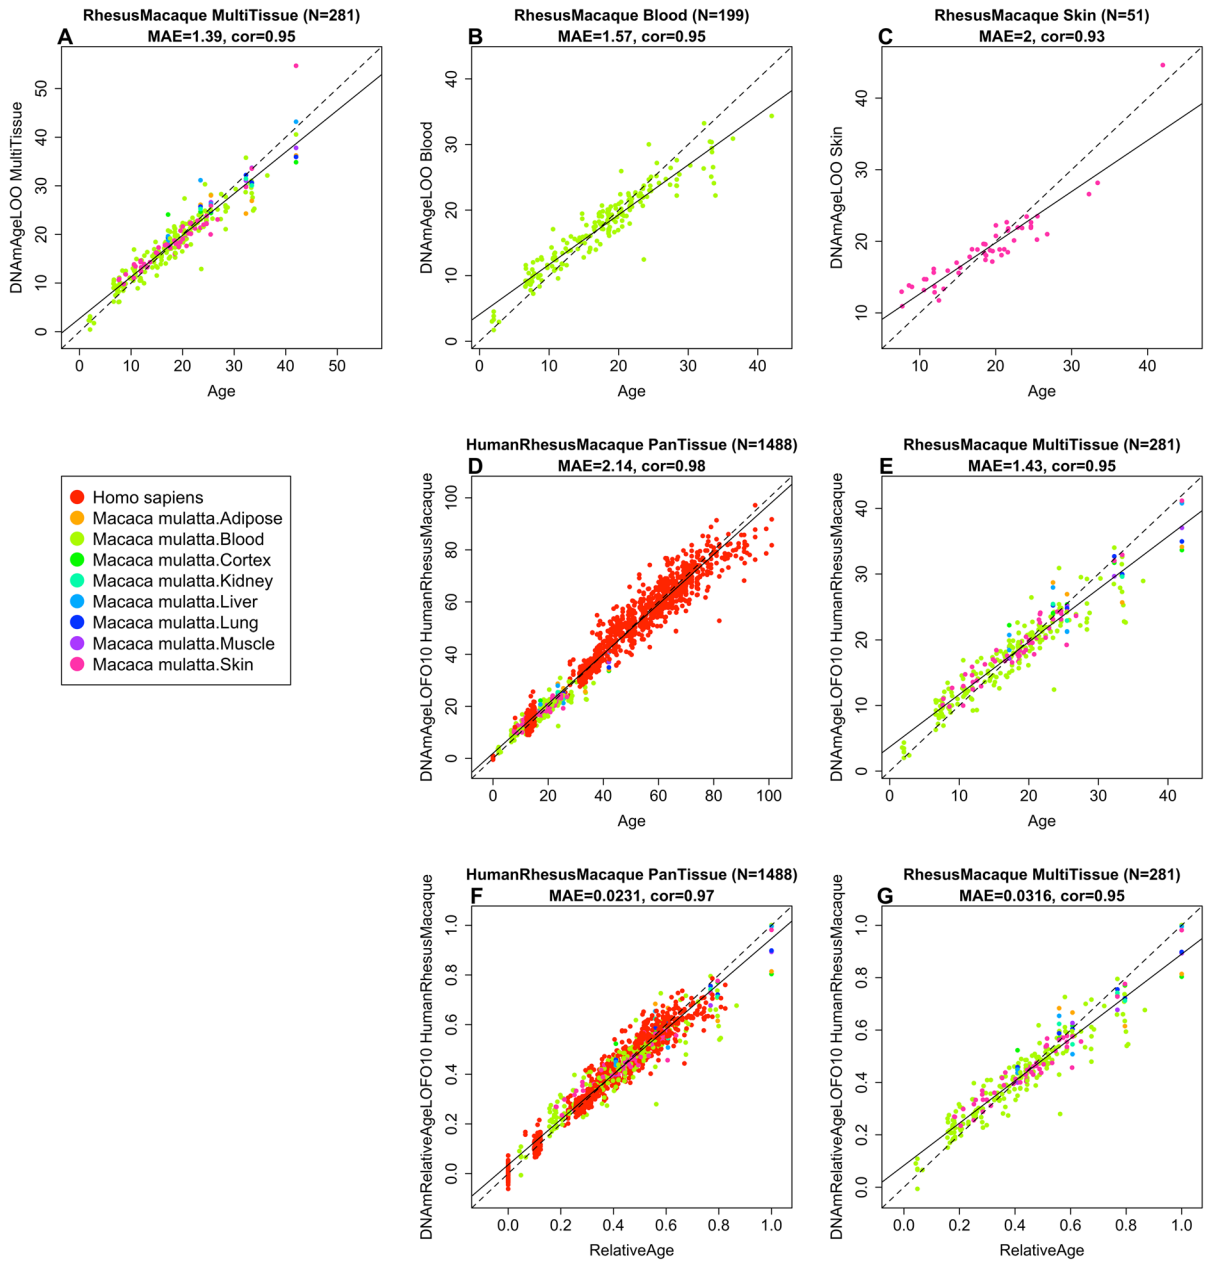 RhesusMacaque MultiTissue (N=281)
A
MAE=1.39, cor=0.95
DNAmAgeLOO MultiTissue
0 10 20 30 40 50
0 10 20 30 40 50
Age
RhesusMacaque Blood (N=199)
B
MAE=1.57, cor=0.95
DNAmAgeLOO Blood
0 10 20 30 40
0 10 20 30 40
Age
RhesusMacaque Skin (N=51)
C
MAE=2, cor=0.93
DNAmAgeLOO Skin
10 20 30 40
10 20 30 40
Age
Homo sapiens
Macaca mulatta.Adipose
Macaca mulatta.Blood
Macaca mulatta.Cortex
Macaca mulatta.Kidney
Macaca mulatta.Liver
Macaca mulatta.Lung
Macaca mulatta.Muscle
Macaca mulatta.Skin
HumanRhesusMacaque PanTissue (N=1488)
D
MAE=2.14, cor=0.98
DNAmAgeLOFO10 HumanRhesusMacaque
0 20 40 60 80 100
0 20 40 60 80 100
Age
RhesusMacaque MultiTissue (N=281)
E
MAE=1.43, cor=0.95
DNAmAgeLOFO10 HumanRhesusMacaque
0 10 20 30 40
0 10 20 30 40
Age
HumanRhesusMacaque PanTissue (N=1488)
F
MAE=0.0231, cor=0.97
DNAmRelativeAgeLOFO10 HumanRhesusMacaque
0.0 0.2 0.4 0.6 0.8 1.0
0.0 0.2 0.4 0.6 0.8 1.0
RelativeAge
RhesusMacaque MultiTissue (N=281)
G
MAE=0.0316, cor=0.95
DNAmRelativeAgeLOFO10 HumanRhesusMacaque
0.0 0.2 0.4 0.6 0.8 1.0
0.0 0.2 0.4 0.6 0.8 1.0
RelativeAge